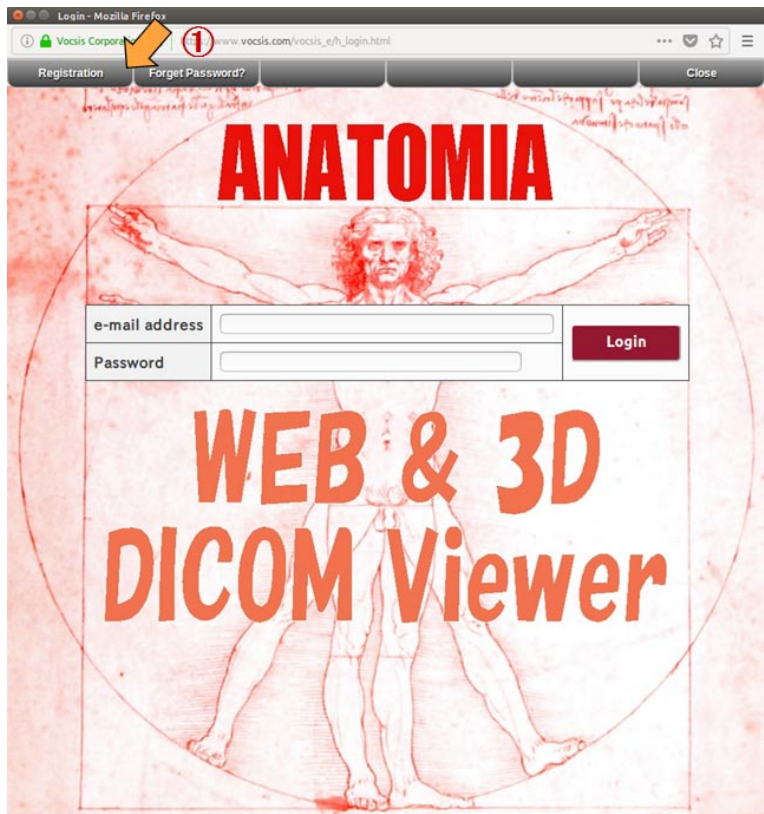 Login - Mozilla Firefox
①
Vocsis Corporati
www.vocsis.com/vocsis_e/h_login.html
Registration
Forget Password?
Close
ANATOMIA
e-mail address
Login
Password
WEB & 3D
DICOM Viewer